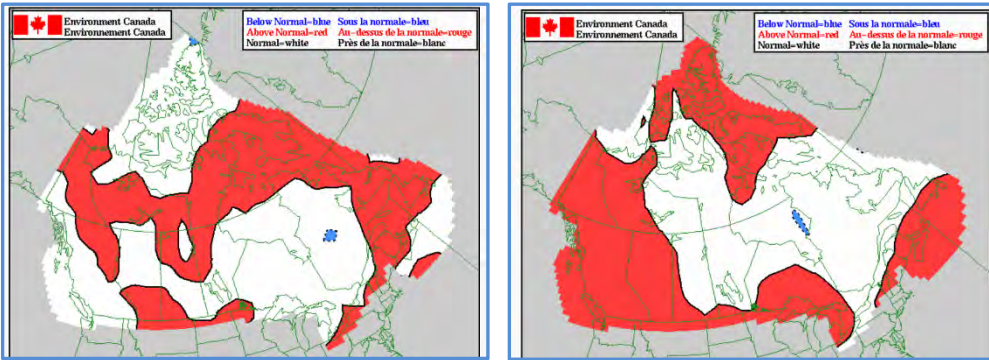 Environment Canada
Environnement Canada
Below Normal=blue Sous la normale=bleu
Above Normal=red Au-dessus de la normale=rouge
Normal=white Près de la normale=blanc
Environment Canada
Environnement Canada
Below Normal=blue Sous la normale=bleu
Above Normal=red Au-dessus de la normale=rouge
Normal=white Près de la normale=blanc